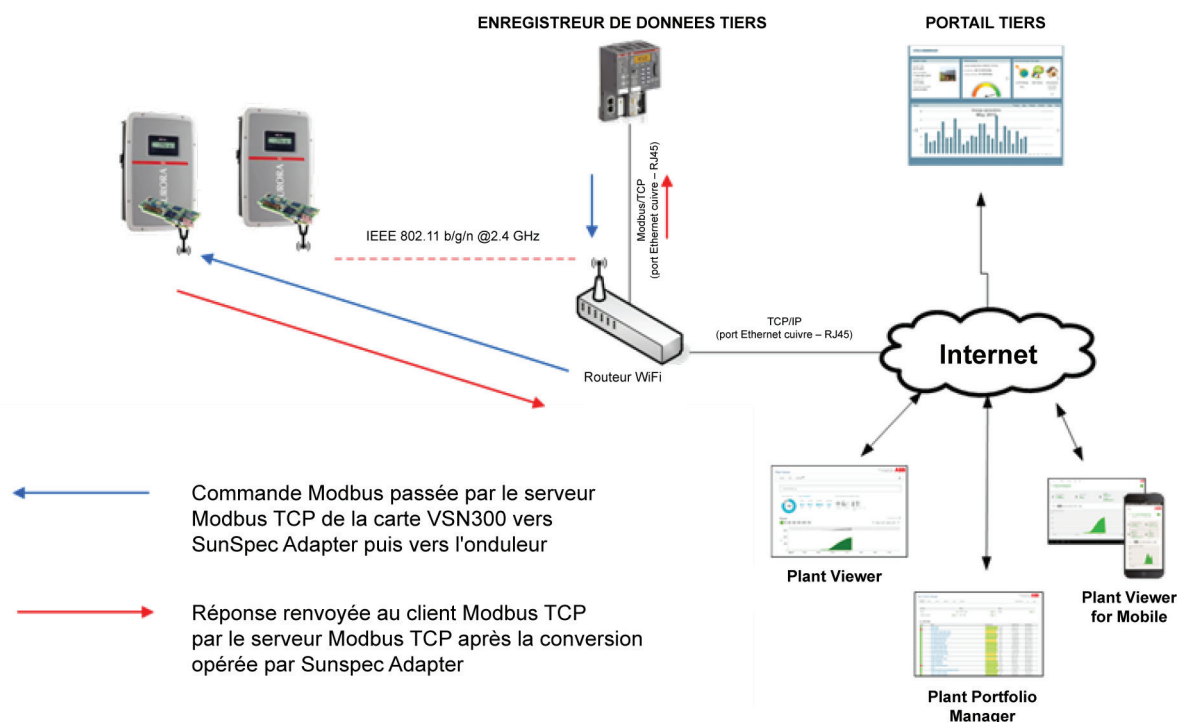 ENREGISTREUR DE DONNEES TIERS
PORTAIL TIERS
AURORA
IEEE 802.11 b/g/n @2.4 GHz
Modbus/TCP
(port Ethernet cuivre – RJ45)
TCP/IP
(port Ethernet cuivre – RJ45)
Internet
Routeur WiFi
Commande Modbus passée par le serveur
Modbus TCP de la carte VSN300 vers
SunSpec Adapter puis vers l'onduleur
Réponse renvoyée au client Modbus TCP
par le serveur Modbus TCP après la conversion
opérée par Sunspec Adapter
ABB
Plant Viewer
Plant Viewer
for Mobile
Plant Portfolio
Manager